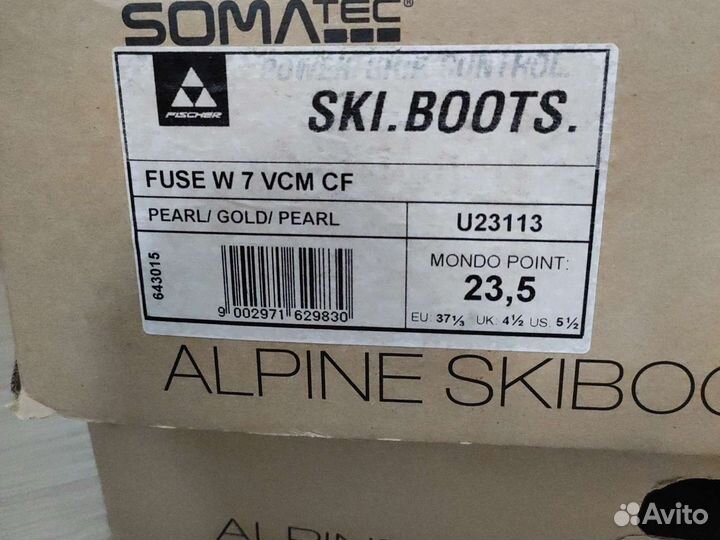 SOMATEC®
POWER GRIP CONTROL
FISCHER
SKI.BOOTS.
FUSE W 7 VCM CF
PEARL/ GOLD/ PEARL
U23113
643015
9 002971 629830
MONDO POINT:
23,5
EU: 37⅓ UK: 4½ US: 5½
ALPINE SKIBOO
ALPINE
Avito